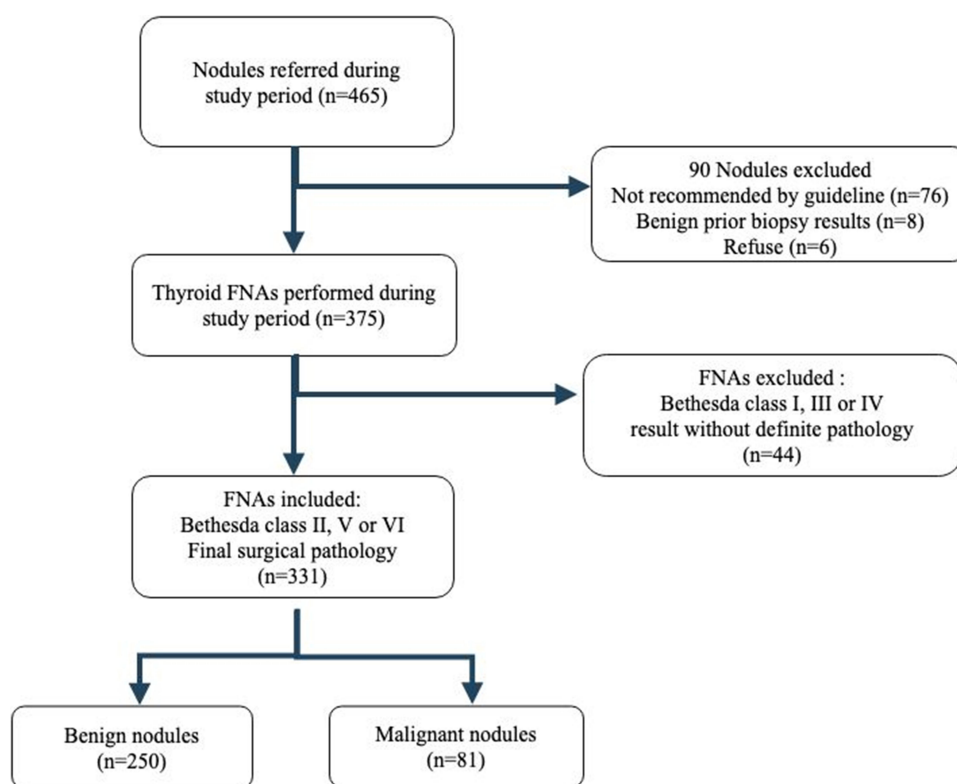 Nodules referred during
study period (n=465)
90 Nodules excluded
Not recommended by guideline (n=76)
Benign prior biopsy results (n=8)
Refuse (n=6)
Thyroid FNAs performed during
study period (n=375)
FNAs excluded :
Bethesda class I, III or IV
result without definite pathology
(n=44)
FNAs included:
Bethesda class II, V or VI
Final surgical pathology
(n=331)
Benign nodules
(n=250)
Malignant nodules
(n=81)